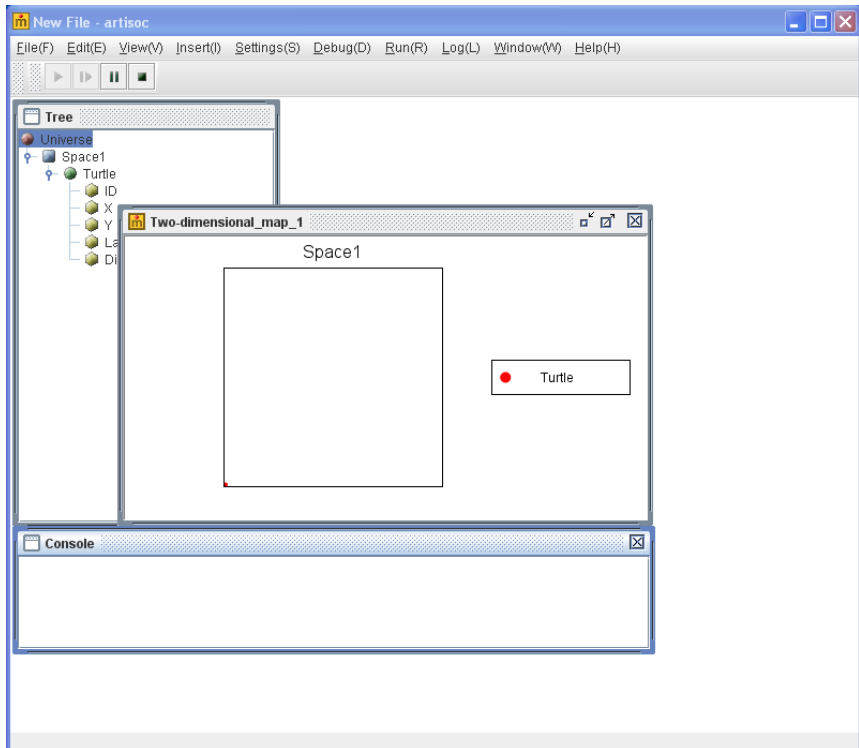 New File - artisoc
File(F) Edit(E) View(V) Insert(I) Settings(S) Debug(D) Run(R) Log(L) Window(W) Help(H)
Tree
Universe
Space1
Turtle
ID
X
Y
La
Di
Two-dimensional_map_1
Space1
Turtle
Console